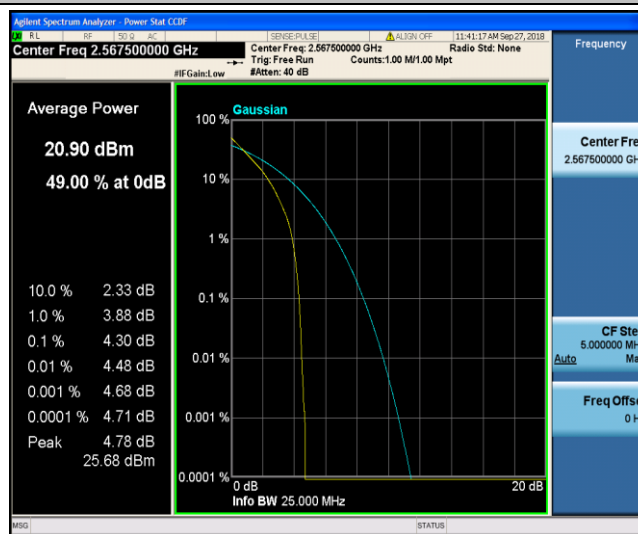 Agilent Spectrum Analyzer - Power Stat CCDF
RL RF 50 Ω AC SENSE:PULSE ALIGN OFF 11:41:17 AM Sep 27, 2018
Center Freq 2.567500000 GHz Center Freq: 2.567500000 GHz Radio Std: None Frequency
Trig: Free Run Counts:1.00 M/1.00 Mpt
#IFGain:Low #Atten: 40 dB
Average Power
20.90 dBm
49.00 % at 0dB
10.0 % 2.33 dB
1.0 % 3.88 dB
0.1 % 4.30 dB
0.01 % 4.48 dB
0.001 % 4.68 dB
0.0001 % 4.71 dB
Peak 4.78 dB
25.68 dBm
Gaussian
100 %
10 %
1 %
0.1 %
0.01 %
0.001 %
0.0001 %
0 dB 20 dB
Info BW 25.000 MHz
Center Fre
2.567500000 GH
CF Ste
5.000000 MH
Auto Ma
Freq Offse
0 H
MSG STATUS